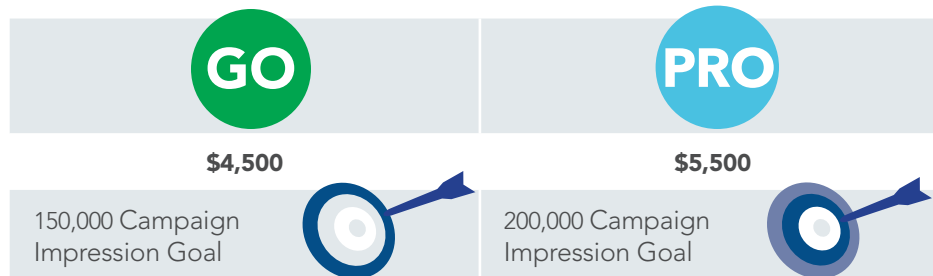 GO
PRO
$4,500
$5,500
150,000 Campaign
Impression Goal
200,000 Campaign
Impression Goal